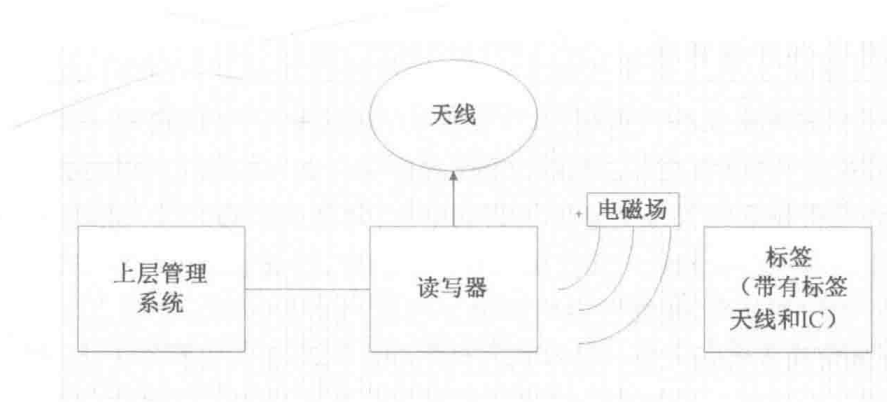 天线
电磁场
上层管理
系统
读写器
标签
（带有标签
天线和IC）